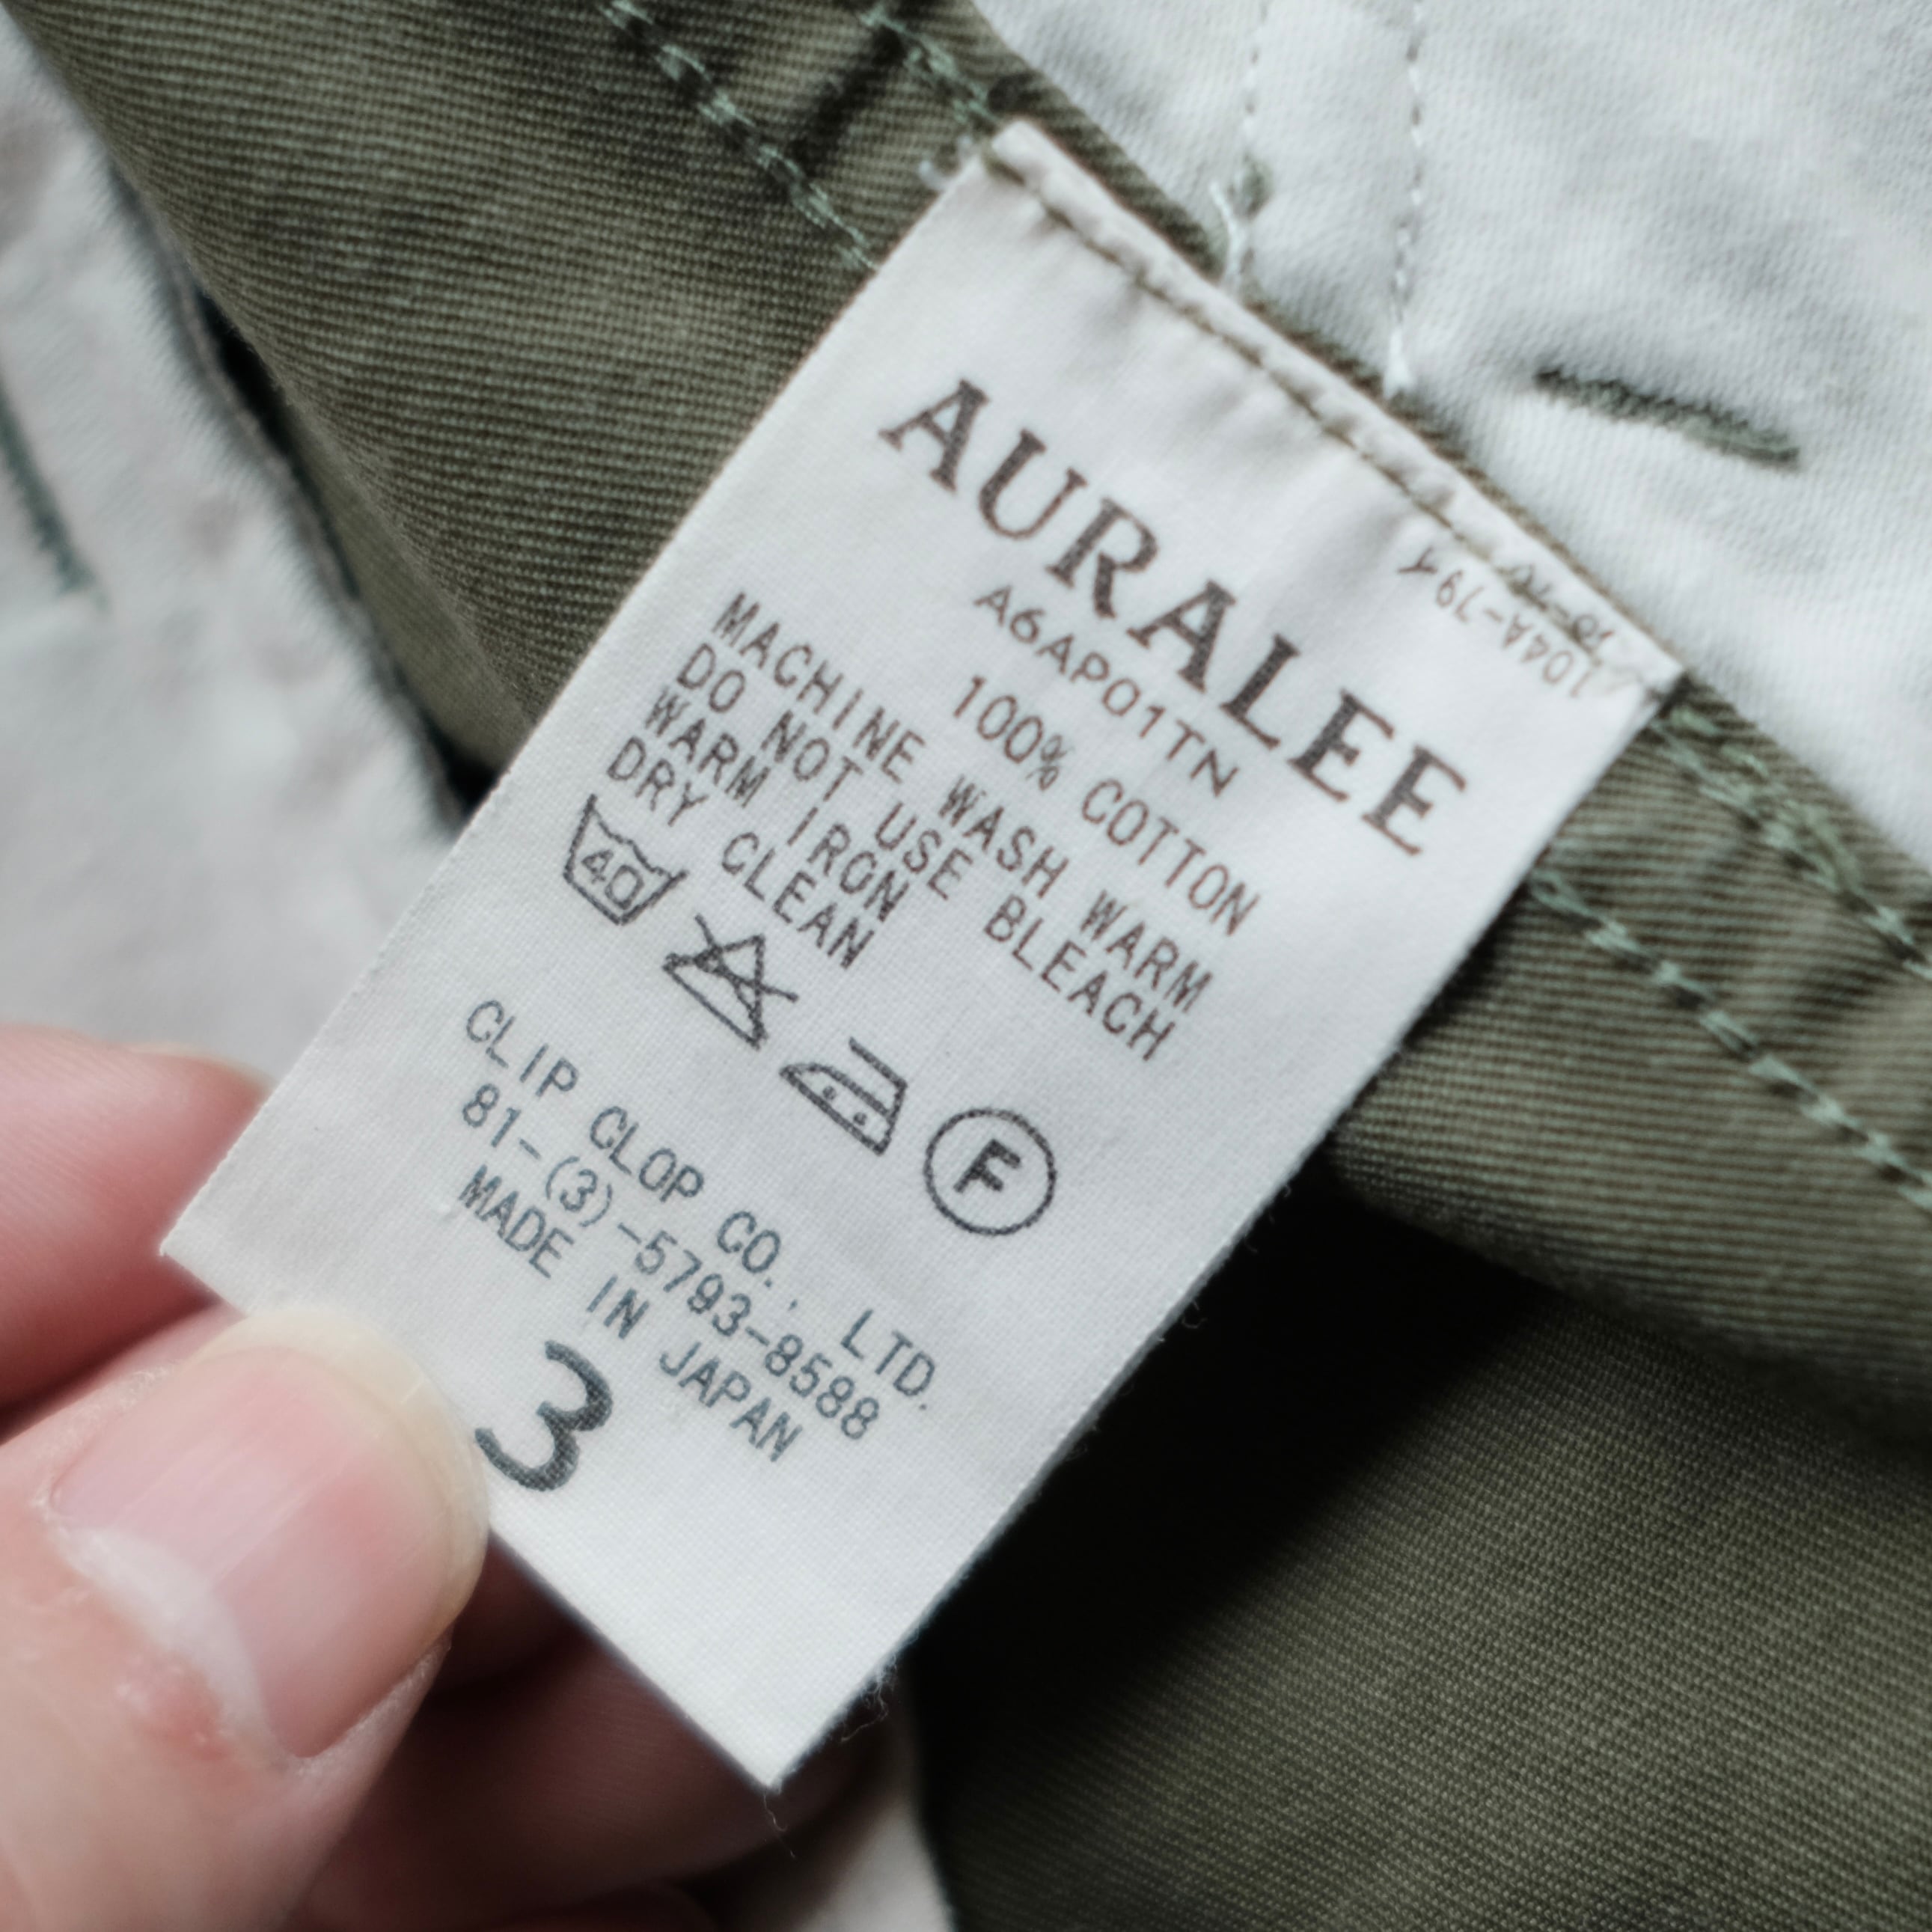 AURALEE
A6AP01TN
100% COTTON
MACHINE WASH WARM
DO NOT USE BLEACH
WARM IRON
DRY CLEAN
40
F
CLIP CLOP CO., LTD.
81-(3)-5793-8588
MADE IN JAPAN
3